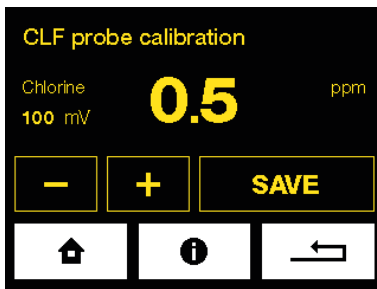 CLF probe calibration
Chlorine
100 mV
0.5
ppm
− + SAVE